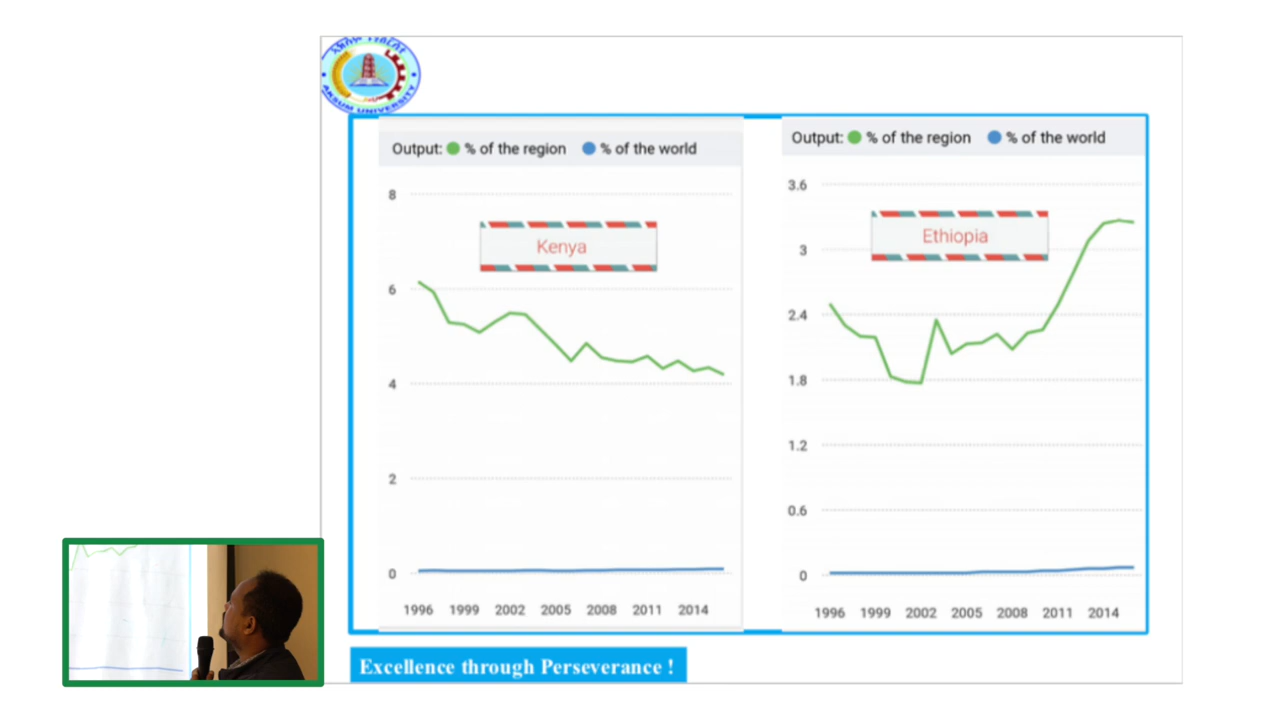 AKSUM UNIVERSITY
Output: % of the region % of the world
8
6
4
2
0
Kenya
1996 1999 2002 2005 2008 2011 2014
Output: % of the region % of the world
3.6
3
2.4
1.8
1.2
0.6
0
Ethiopia
1996 1999 2002 2005 2008 2011 2014
Excellence through Perseverance !